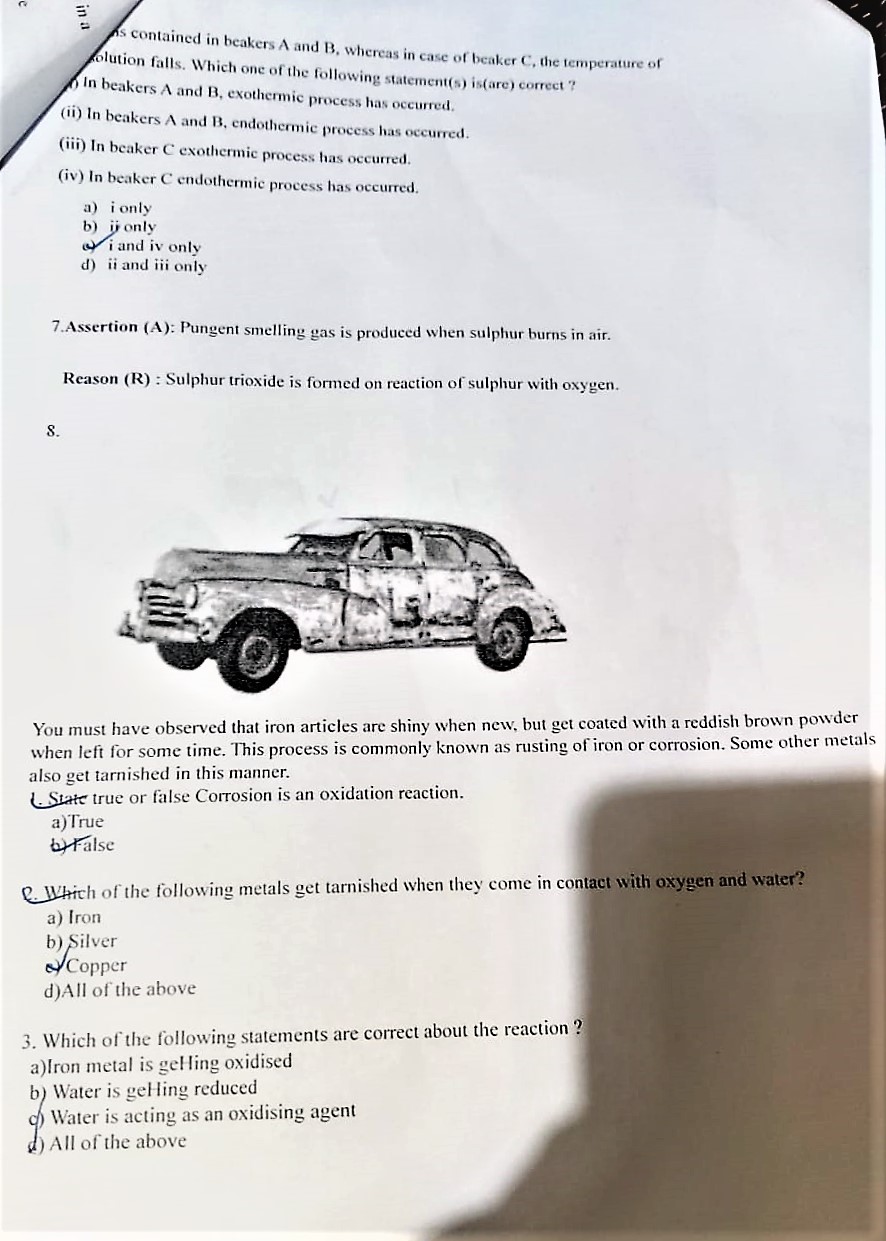 in a
is contained in beakers A and B, whereas in case of beaker C, the temperature of
olution falls. Which one of the following statement(s) is(are) correct ?
) In beakers A and B, exothermic process has occurred.
(ii) In beakers A and B, endothermic process has occurred.
(iii) In beaker C exothermic process has occurred.
(iv) In beaker C endothermic process has occurred.
a) i only
b) ii only
c) i and iv only
d) ii and iii only
7.Assertion (A): Pungent smelling gas is produced when sulphur burns in air.
Reason (R) : Sulphur trioxide is formed on reaction of sulphur with oxygen.
8.
You must have observed that iron articles are shiny when new, but get coated with a reddish brown powder
when left for some time. This process is commonly known as rusting of iron or corrosion. Some other metals
also get tarnished in this manner.
1. State true or false Corrosion is an oxidation reaction.
a)True
b)False
2. Which of the following metals get tarnished when they come in contact with oxygen and water?
a) Iron
b) Silver
c) Copper
d)All of the above
3. Which of the following statements are correct about the reaction ?
a)Iron metal is geHing oxidised
b) Water is geHing reduced
c) Water is acting as an oxidising agent
d) All of the above